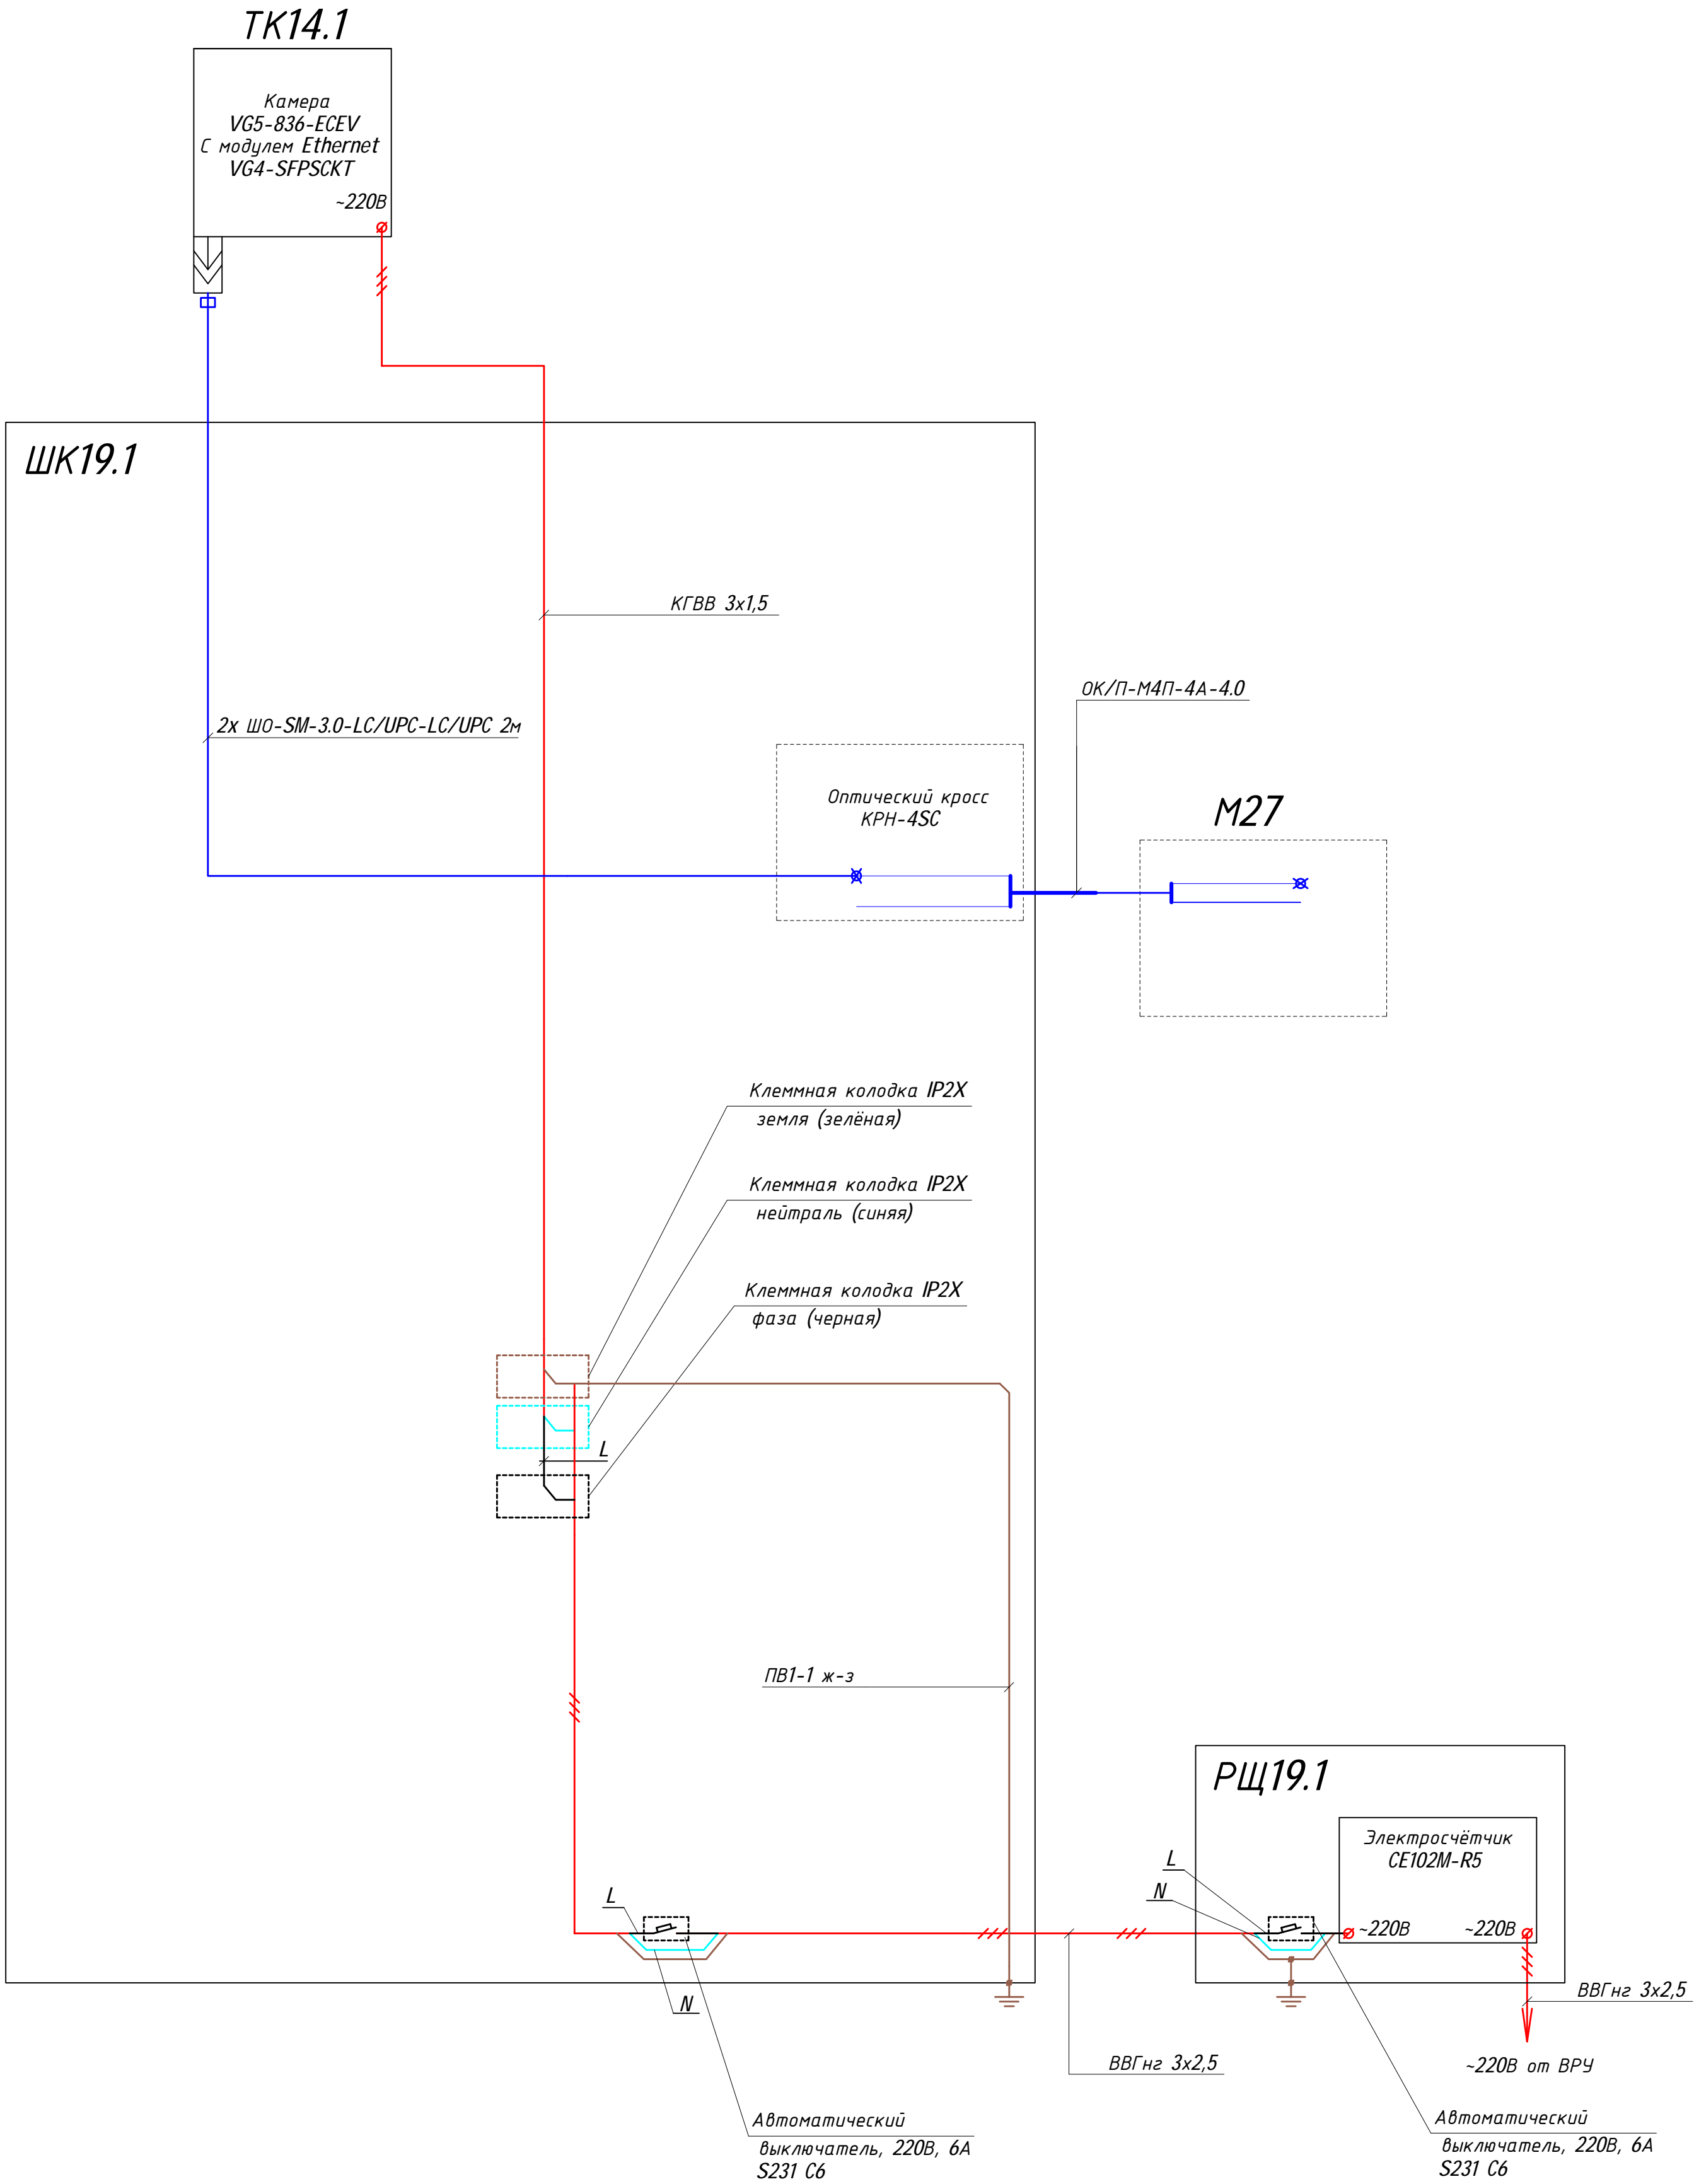 ТК14.1
Камера
VG5-836-ECEV
С модулем Ethernet
VG4-SFPSCKT
~220В
ШК19.1
КГВВ 3х1,5
ОК/П-М4П-4А-4.0
2х ШО-SM-3.0-LC/UPC-LC/UPC 2м
Оптический кросс
КРН-4SC
М27
Клеммная колодка IP2X
земля (зелёная)
Клеммная колодка IP2X
нейтраль (синяя)
Клеммная колодка IP2X
фаза (черная)
L
ПВ1-1 ж-з
РЩ19.1
Электросчётчик
СЕ102М-R5
L
N
L
~220В
~220В
N
ВВГнг 3х2,5
ВВГнг 3х2,5
~220В от ВРУ
Автоматический
выключатель, 220В, 6А
S231 C6
Автоматический
выключатель, 220В, 6А
S231 C6